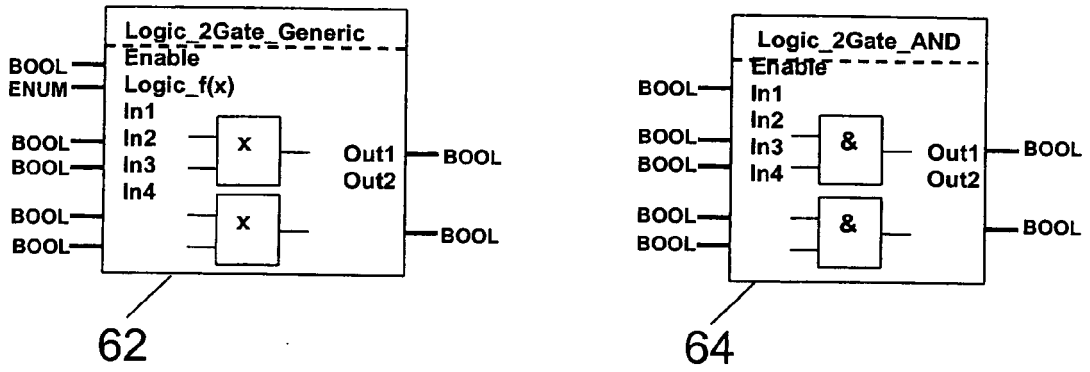 Logic_2Gate_Generic
BOOL Enable
ENUM Logic_f(x)
In1
BOOL In2 x
BOOL In3 Out1 BOOL
In4 Out2
BOOL x
BOOL BOOL
62
Logic_2Gate_AND
Enable
BOOL In1
In2
BOOL In3 & Out1 BOOL
BOOL In4 Out2
BOOL &
BOOL BOOL
64